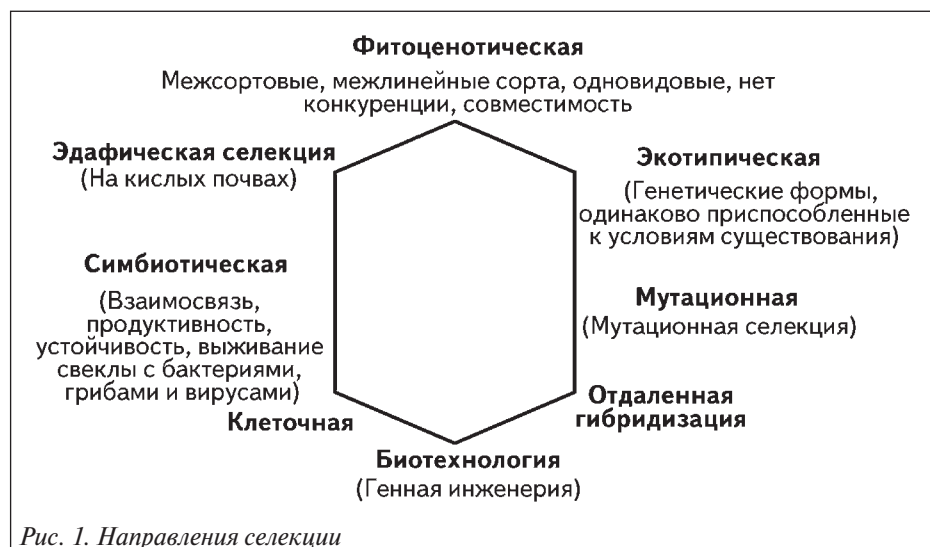 Фитоценотическая
Межсортовые, межлинейные сорта, одновидовые, нет
конкуренции, совместимость
Эдафическая селекция
(На кислых почвах)
Экотипическая
(Генетические формы,
одинаково приспособленные
к условиям существования)
Симбиотическая
(Взаимосвязь,
продуктивность,
устойчивость, выживание
свеклы с бактериями,
грибами и вирусами)
Мутационная
(Мутационная селекция)
Клеточная
Отдаленная
гибридизация
Биотехнология
(Генная инженерия)
Рис. 1. Направления селекции